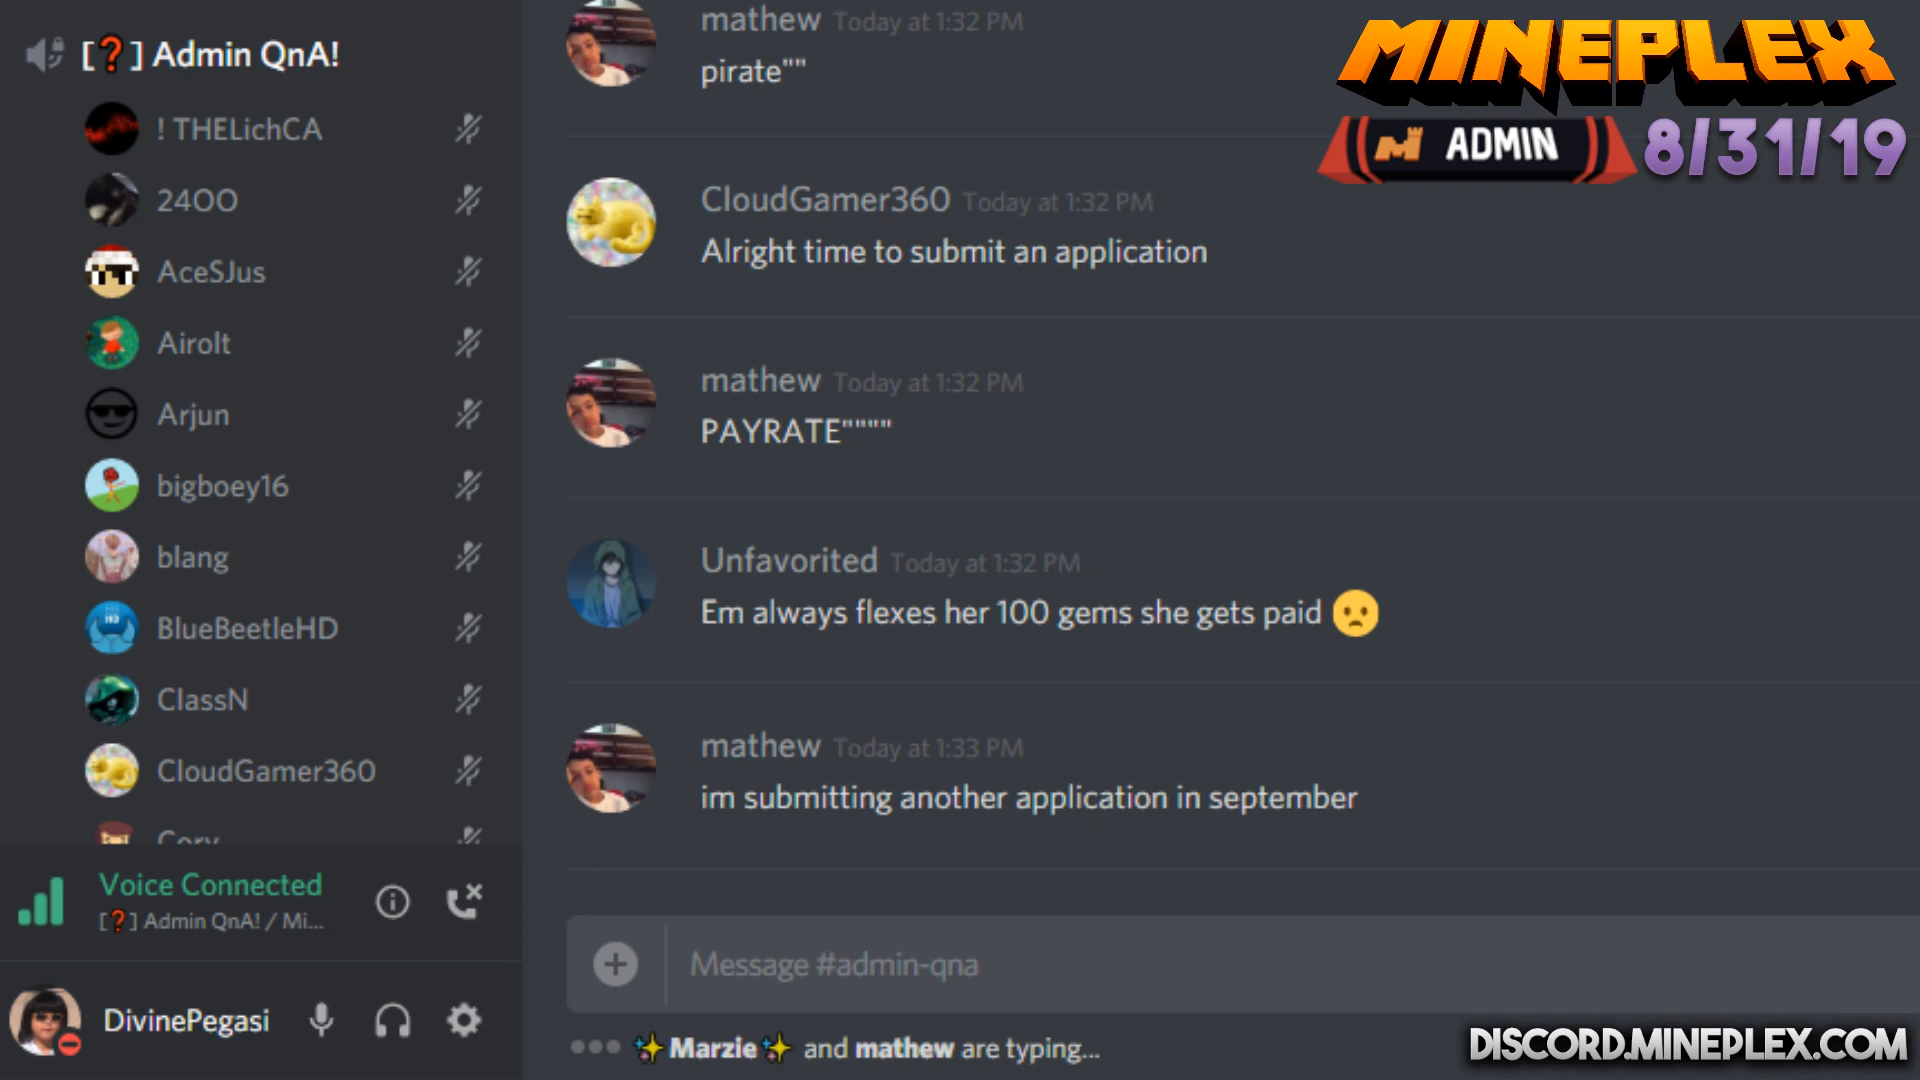 [❓] Admin QnA!
! THELichCA
24OO
AceSJus
Airolt
Arjun
bigboey16
blang
BlueBeetleHD
HD
ClassN
CloudGamer360
Cory
Voice Connected
[❓] Admin QnA! / Mi...
DivinePegasi
mathew Today at 1:32 PM
pirate""
CloudGamer360 Today at 1:32 PM
Alright time to submit an application
mathew Today at 1:32 PM
PAYRATE""""
Unfavorited Today at 1:32 PM
Em always flexes her 100 gems she gets paid 🙁
mathew Today at 1:33 PM
im submitting another application in september
Message #admin-qna
✨Marzie✨ and mathew are typing...
MINEPLEX
ADMIN 8/31/19
DISCORD.MINEPLEX.COM